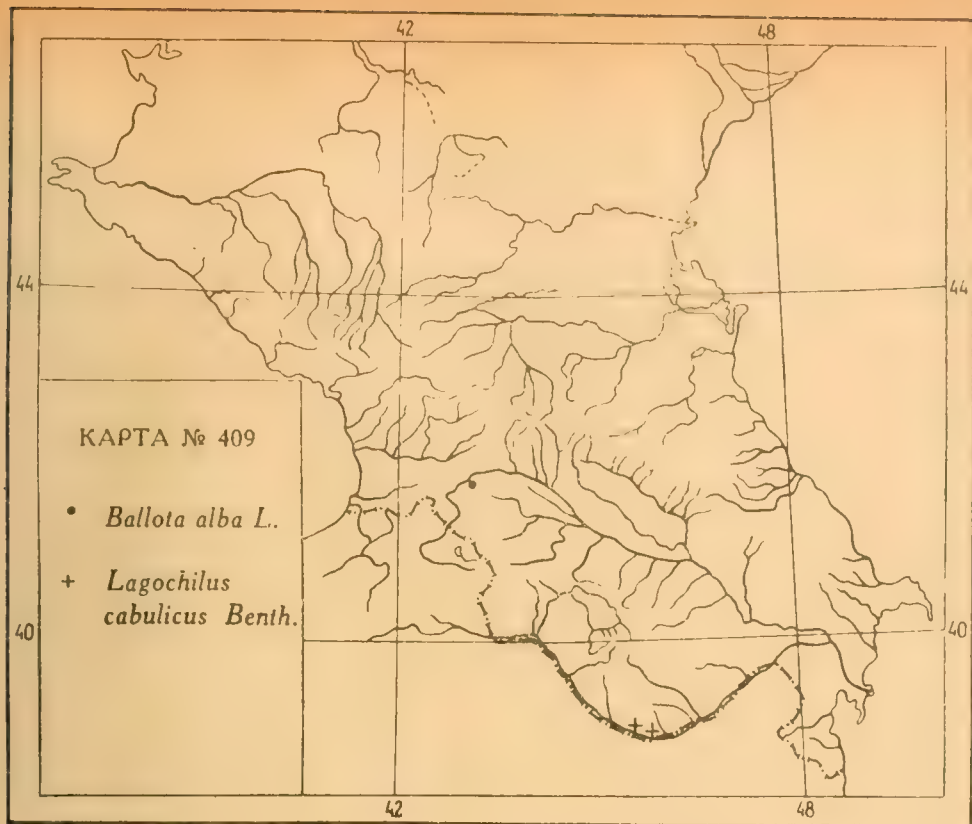 42 48
44 44
КАРТА № 409
• Ballota alba L.
+ Lagochilus
cabulicus Benth.
40 40
42 48